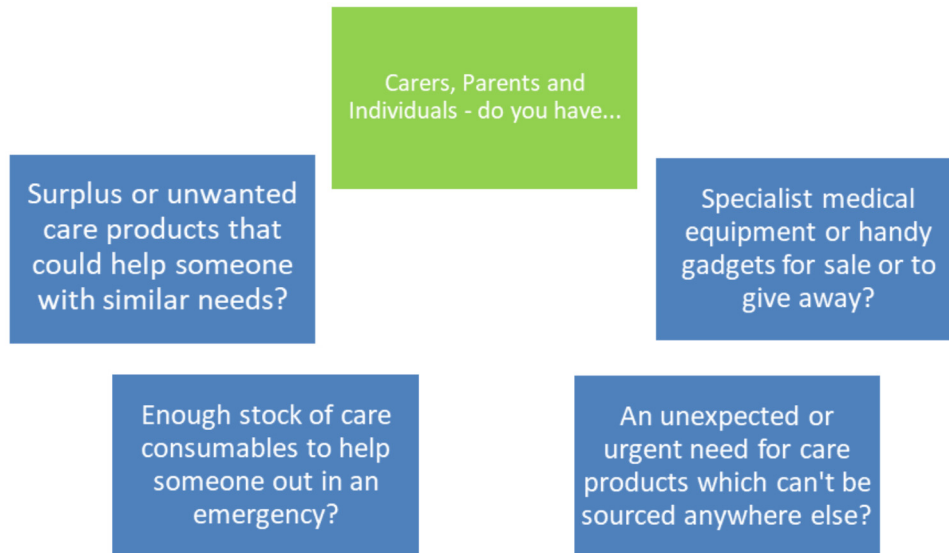 Carers, Parents and
Individuals - do you have...
Surplus or unwanted
care products that
could help someone
with similar needs?
Specialist medical
equipment or handy
gadgets for sale or to
give away?
Enough stock of care
consumables to help
someone out in an
emergency?
An unexpected or
urgent need for care
products which can't be
sourced anywhere else?